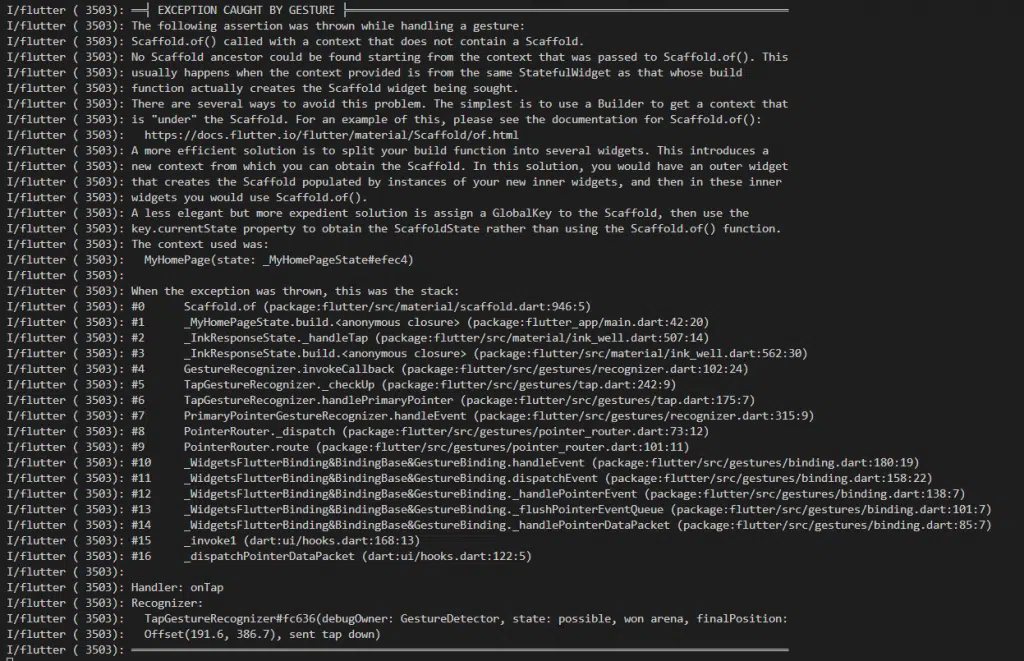 I/flutter ( 3503): ══╡ EXCEPTION CAUGHT BY GESTURE ╞═══════════════════════════════════════════════════════════════════
I/flutter ( 3503): The following assertion was thrown while handling a gesture:
I/flutter ( 3503): Scaffold.of() called with a context that does not contain a Scaffold.
I/flutter ( 3503): No Scaffold ancestor could be found starting from the context that was passed to Scaffold.of(). This
I/flutter ( 3503): usually happens when the context provided is from the same StatefulWidget as that whose build
I/flutter ( 3503): function actually creates the Scaffold widget being sought.
I/flutter ( 3503): There are several ways to avoid this problem. The simplest is to use a Builder to get a context that
I/flutter ( 3503): is "under" the Scaffold. For an example of this, please see the documentation for Scaffold.of():
I/flutter ( 3503):   https://docs.flutter.io/flutter/material/Scaffold/of.html
I/flutter ( 3503): A more efficient solution is to split your build function into several widgets. This introduces a
I/flutter ( 3503): new context from which you can obtain the Scaffold. In this solution, you would have an outer widget
I/flutter ( 3503): that creates the Scaffold populated by instances of your new inner widgets, and then in these inner
I/flutter ( 3503): widgets you would use Scaffold.of().
I/flutter ( 3503): A less elegant but more expedient solution is assign a GlobalKey to the Scaffold, then use the
I/flutter ( 3503): key.currentState property to obtain the ScaffoldState rather than using the Scaffold.of() function.
I/flutter ( 3503): The context used was:
I/flutter ( 3503):   MyHomePage(state: _MyHomePageState#efec4)
I/flutter ( 3503):
I/flutter ( 3503): When the exception was thrown, this was the stack:
I/flutter ( 3503): #0      Scaffold.of (package:flutter/src/material/scaffold.dart:946:5)
I/flutter ( 3503): #1      _MyHomePageState.build.<anonymous closure> (package:flutter_app/main.dart:42:20)
I/flutter ( 3503): #2      _InkResponseState._handleTap (package:flutter/src/material/ink_well.dart:507:14)
I/flutter ( 3503): #3      _InkResponseState.build.<anonymous closure> (package:flutter/src/material/ink_well.dart:562:30)
I/flutter ( 3503): #4      GestureRecognizer.invokeCallback (package:flutter/src/gestures/recognizer.dart:102:24)
I/flutter ( 3503): #5      TapGestureRecognizer._checkUp (package:flutter/src/gestures/tap.dart:242:9)
I/flutter ( 3503): #6      TapGestureRecognizer.handlePrimaryPointer (package:flutter/src/gestures/tap.dart:175:7)
I/flutter ( 3503): #7      PrimaryPointerGestureRecognizer.handleEvent (package:flutter/src/gestures/recognizer.dart:315:9)
I/flutter ( 3503): #8      PointerRouter._dispatch (package:flutter/src/gestures/pointer_router.dart:73:12)
I/flutter ( 3503): #9      PointerRouter.route (package:flutter/src/gestures/pointer_router.dart:101:11)
I/flutter ( 3503): #10     _WidgetsFlutterBinding&BindingBase&GestureBinding.handleEvent (package:flutter/src/gestures/binding.dart:180:19)
I/flutter ( 3503): #11     _WidgetsFlutterBinding&BindingBase&GestureBinding.dispatchEvent (package:flutter/src/gestures/binding.dart:158:22)
I/flutter ( 3503): #12     _WidgetsFlutterBinding&BindingBase&GestureBinding._handlePointerEvent (package:flutter/src/gestures/binding.dart:138:7)
I/flutter ( 3503): #13     _WidgetsFlutterBinding&BindingBase&GestureBinding._flushPointerEventQueue (package:flutter/src/gestures/binding.dart:101:7)
I/flutter ( 3503): #14     _WidgetsFlutterBinding&BindingBase&GestureBinding._handlePointerDataPacket (package:flutter/src/gestures/binding.dart:85:7)
I/flutter ( 3503): #15     _invoke1 (dart:ui/hooks.dart:168:13)
I/flutter ( 3503): #16     _dispatchPointerDataPacket (dart:ui/hooks.dart:122:5)
I/flutter ( 3503):
I/flutter ( 3503): Handler: onTap
I/flutter ( 3503): Recognizer:
I/flutter ( 3503):   TapGestureRecognizer#fc636(debugOwner: GestureDetector, state: possible, won arena, finalPosition:
I/flutter ( 3503):   Offset(191.6, 386.7), sent tap down)
I/flutter ( 3503): ════════════════════════════════════════════════════════════════════════════════════════════════════